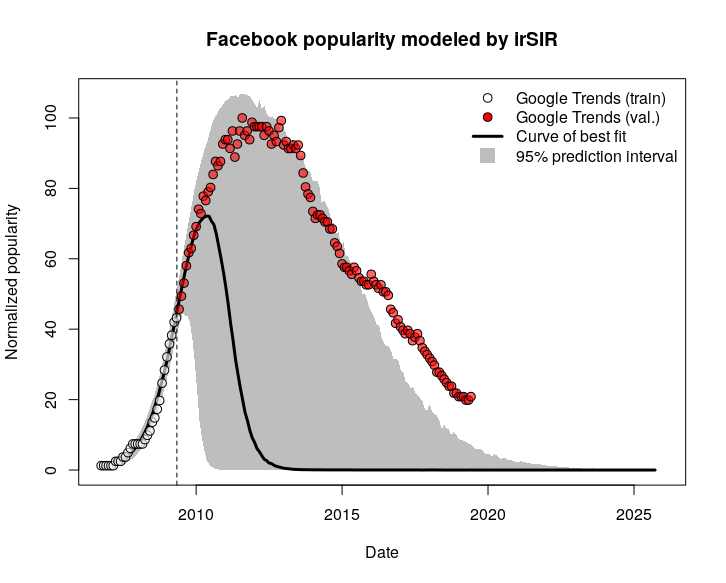 Facebook popularity modeled by irSIR
Google Trends (train)
Google Trends (val.)
Curve of best fit
95% prediction interval
Normalized popularity
100
80
60
40
20
0
2010
2015
2020
2025
Date